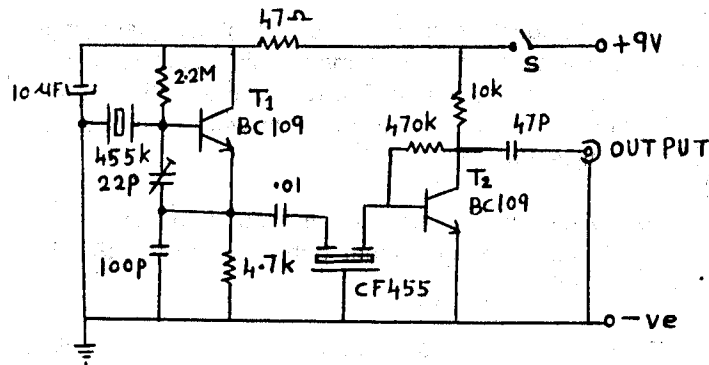 47Ω
+9V
S
10µF
2.2M
T1
BC109
10k
470k
47P
OUTPUT
455k
22p
.01
T2
BC109
100p
4.7k
CF455
-ve